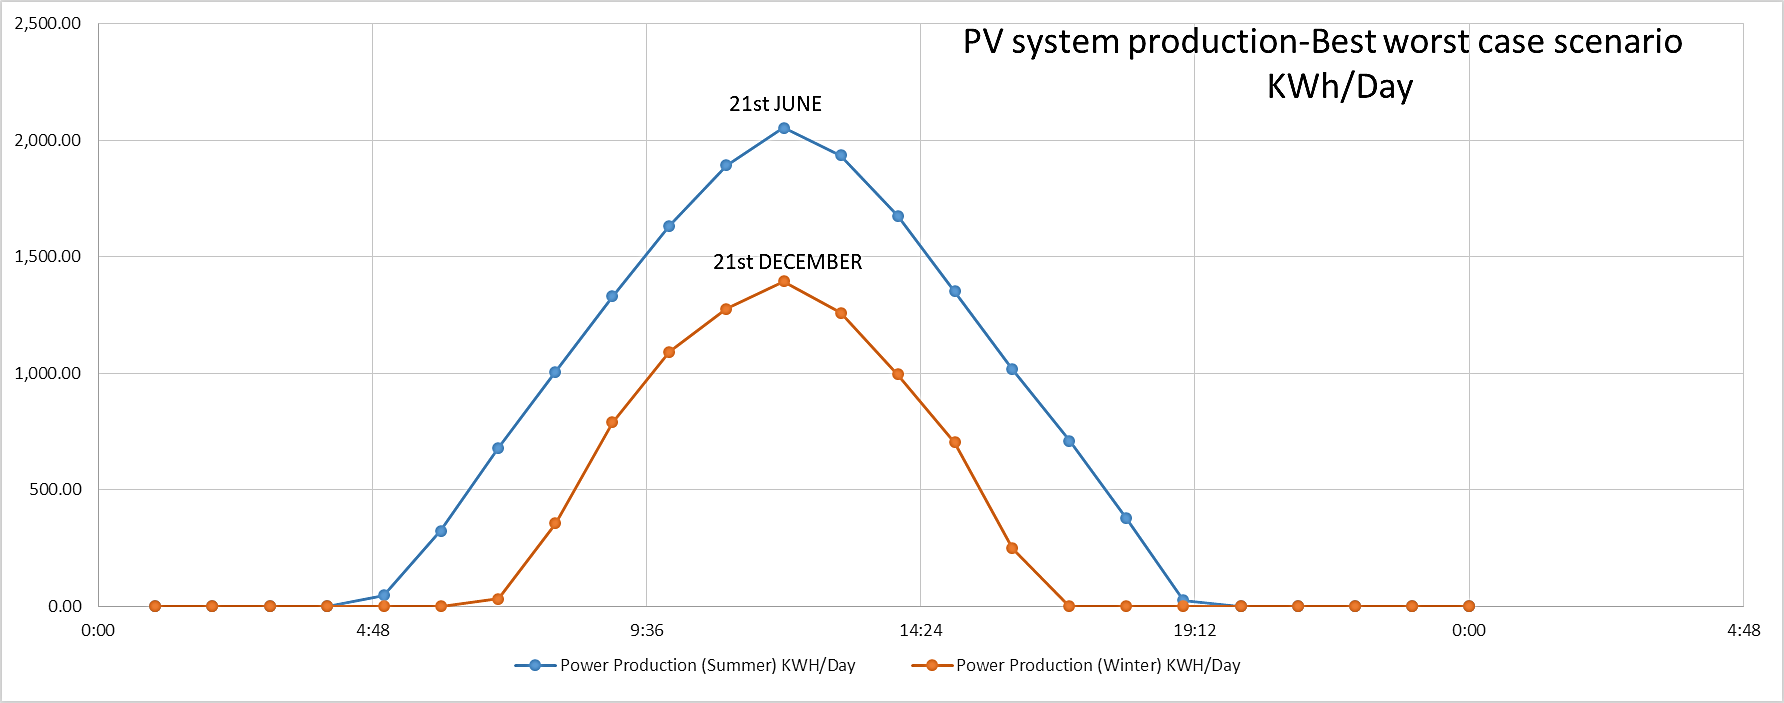 PV system production-Best worst case scenario
KWh/Day
2,500.00
2,000.00
1,500.00
1,000.00
500.00
0.00
21st JUNE
21st DECEMBER
0:00 4:48 9:36 14:24 19:12 0:00 4:48
Power Production (Summer) KWH/Day Power Production (Winter) KWH/Day